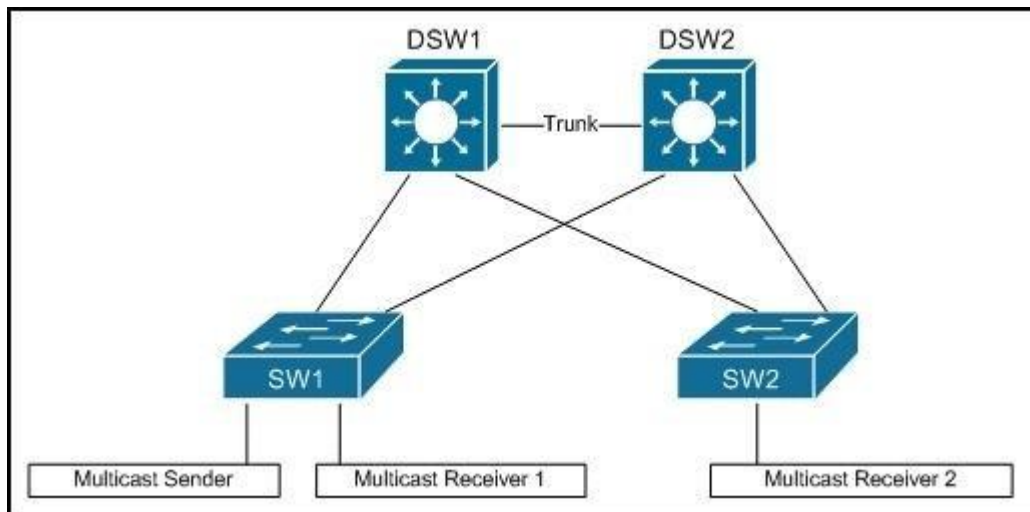 DSW1
DSW2
Trunk
SW1
SW2
Multicast Sender
Multicast Receiver 1
Multicast Receiver 2